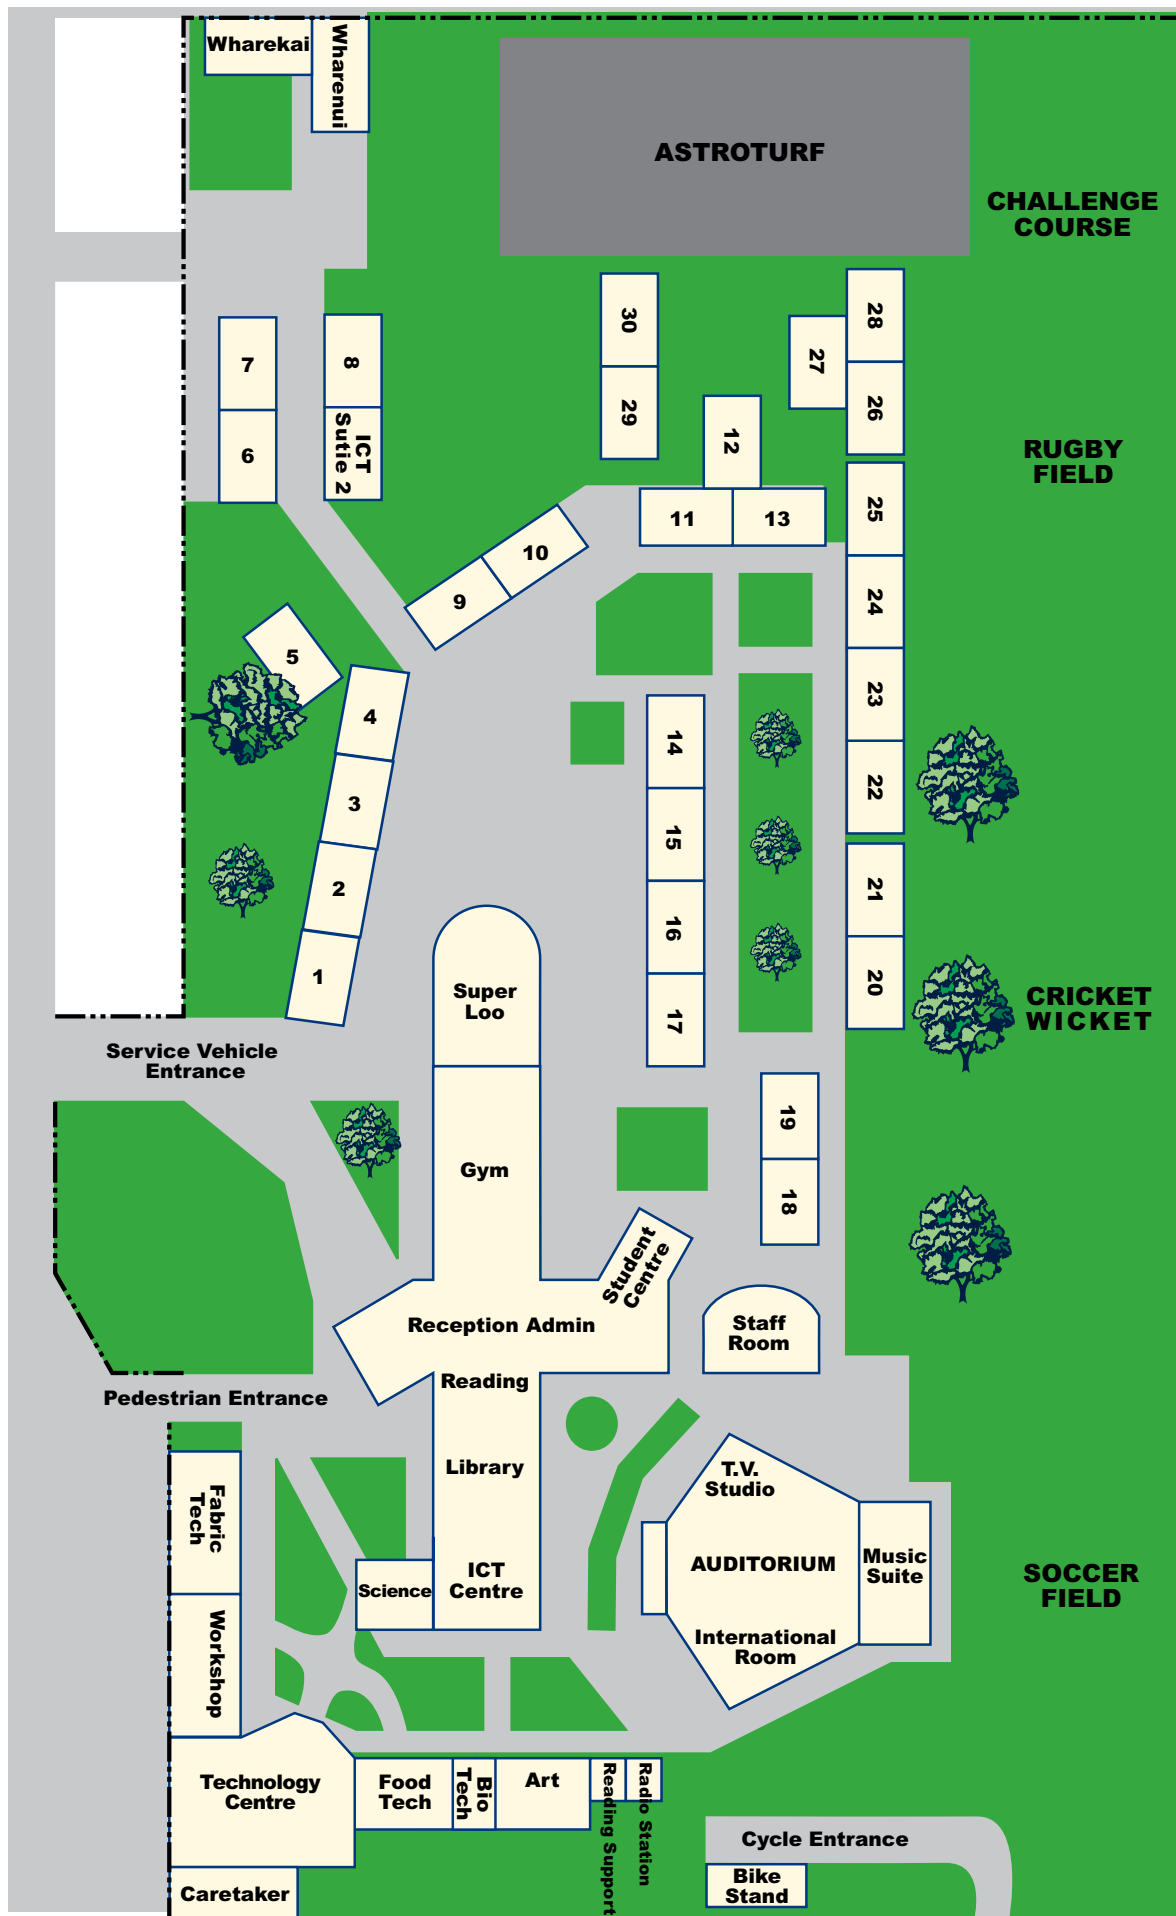 Wharekai
Wharenui
ASTROTURF
CHALLENGE
COURSE
30
28
27
7
8
29
26
12
RUGBY
FIELD
6
ICT
Sutie 2
11
13
25
10
9
24
5
4
23
14
3
22
15
2
21
16
1
20
Super
Loo
CRICKET
WICKET
17
Service Vehicle
Entrance
19
Gym
18
Student
Centre
Reception Admin
Staff
Room
Reading
Pedestrian Entrance
Library
T.V.
Studio
Fabric
Tech
AUDITORIUM
Music
Suite
Science
ICT
Centre
SOCCER
FIELD
Workshop
International
Room
Technology
Centre
Food
Tech
Bio
Tech
Art
Reading Support
Radio Station
Cycle Entrance
Bike
Stand
Caretaker